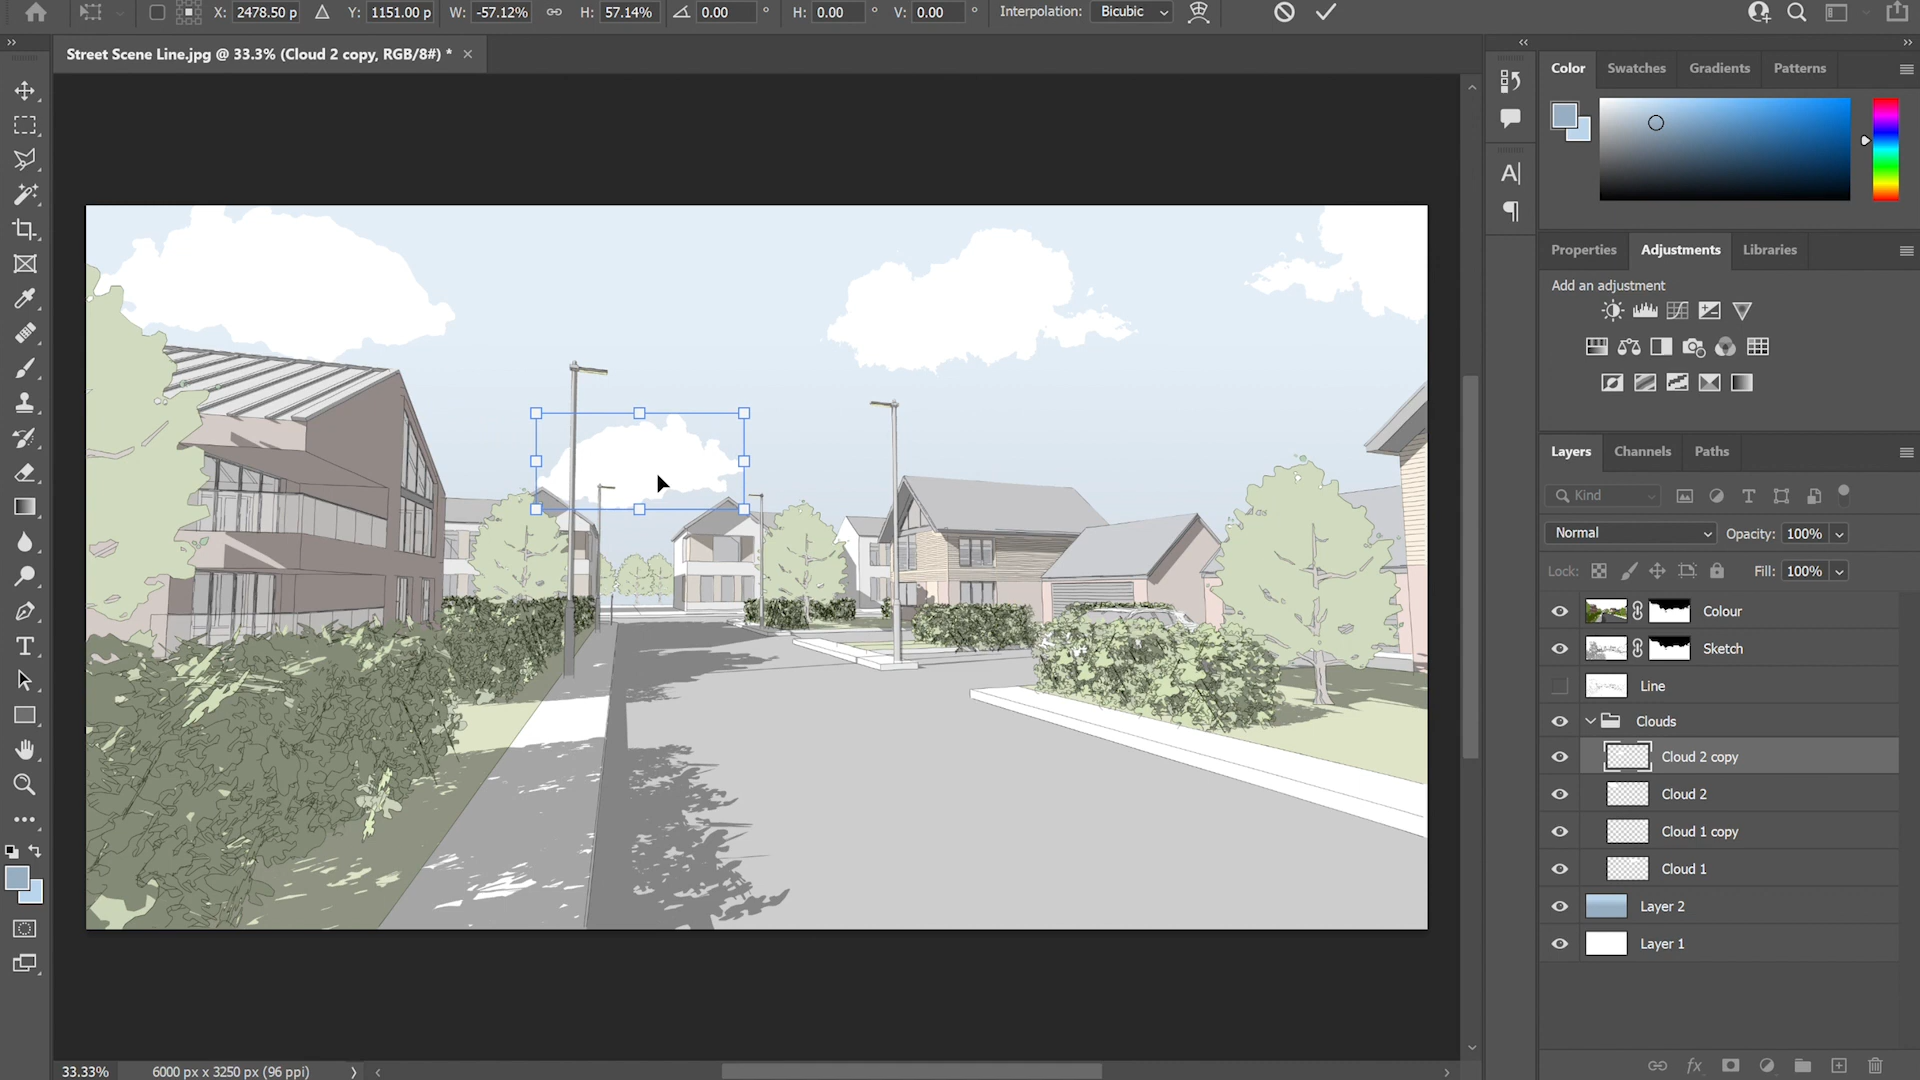 X: 2478.50 p Y: 1151.00 p W: -57.12% H: 57.14% 0.00 ° H: 0.00 ° V: 0.00 ° Interpolation: Bicubic
Street Scene Line.jpg @ 33.3% (Cloud 2 copy, RGB/8#) * ×
Color Swatches Gradients Patterns
Properties Adjustments Libraries
Add an adjustment
Layers Channels Paths
Kind
Normal Opacity: 100%
Lock: Fill: 100%
Colour
Sketch
Line
Clouds
Cloud 2 copy
Cloud 2
Cloud 1 copy
Cloud 1
Layer 2
Layer 1
33.33% 6000 px x 3250 px (96 ppi)